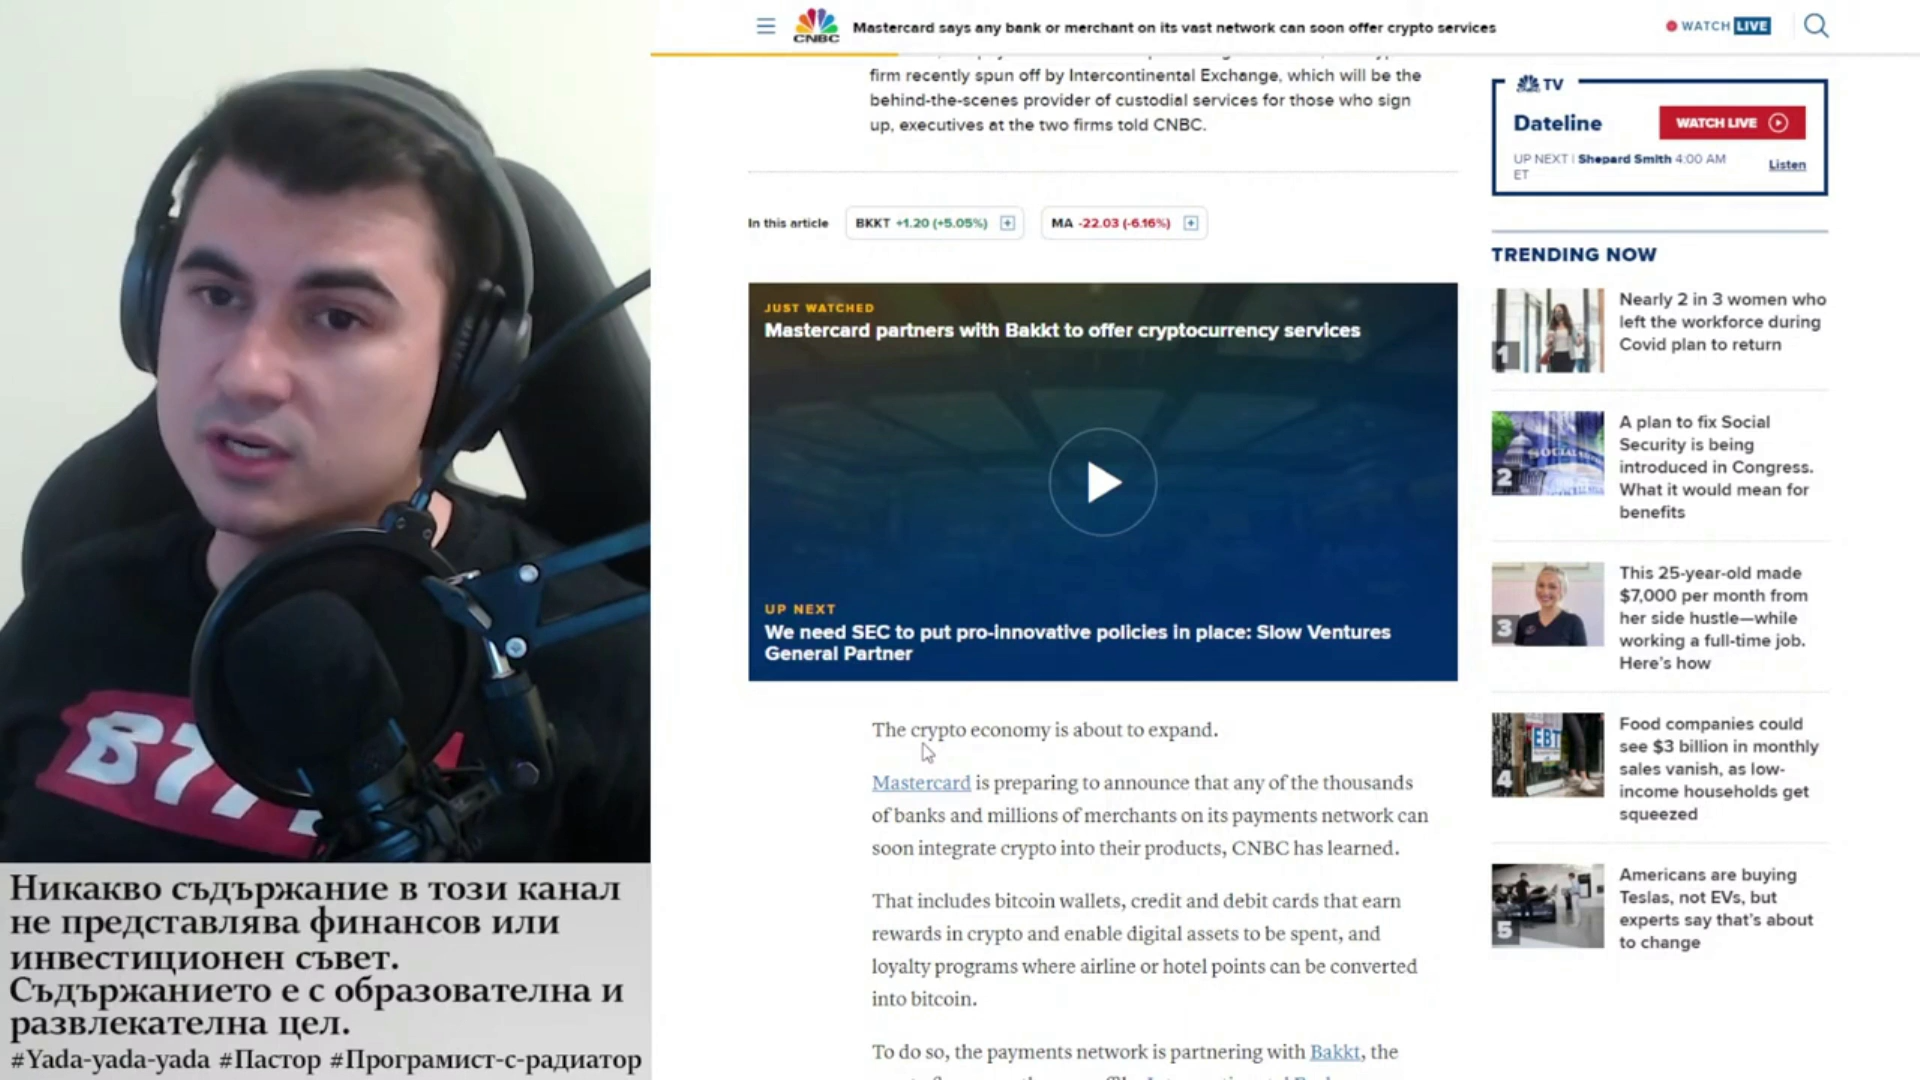 CNBC
Mastercard says any bank or merchant on its vast network can soon offer crypto services
WATCH LIVE
firm recently spun off by Intercontinental Exchange, which will be the
behind-the-scenes provider of custodial services for those who sign
up, executives at the two firms told CNBC.
In this article
BKKT +1.20 (+5.05%)
MA -22.03 (-6.16%)
JUST WATCHED
Mastercard partners with Bakkt to offer cryptocurrency services
UP NEXT
We need SEC to put pro-innovative policies in place: Slow Ventures
General Partner
The crypto economy is about to expand.
Mastercard is preparing to announce that any of the thousands
of banks and millions of merchants on its payments network can
soon integrate crypto into their products, CNBC has learned.
That includes bitcoin wallets, credit and debit cards that earn
rewards in crypto and enable digital assets to be spent, and
loyalty programs where airline or hotel points can be converted
into bitcoin.
To do so, the payments network is partnering with Bakkt, the
TV
Dateline
WATCH LIVE
UP NEXT | Shepard Smith 4:00 AM
ET
Listen
TRENDING NOW
1
Nearly 2 in 3 women who
left the workforce during
Covid plan to return
2
A plan to fix Social
Security is being
introduced in Congress.
What it would mean for
benefits
3
This 25-year-old made
$7,000 per month from
her side hustle—while
working a full-time job.
Here's how
EBT
4
Food companies could
see $3 billion in monthly
sales vanish, as low-
income households get
squeezed
5
Americans are buying
Teslas, not EVs, but
experts say that's about
to change
Никакво съдържание в този канал
не представлява финансов или
инвестиционен съвет.
Съдържанието е с образователна и
развлекателна цел.
#Yada-yada-yada #Пастор #Програмист-с-радиатор